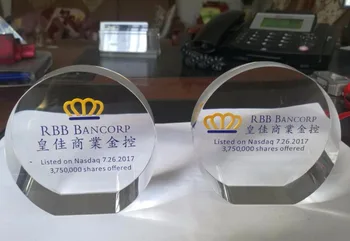 RBB BANCORP
皇佳商業金控
Listed on Nasdaq 7.26.2017
3,750,000 shares offered
RBB BANCORP
皇佳商業金控
Listed on Nasdaq 7.26.2017
3,750,000 shares offered